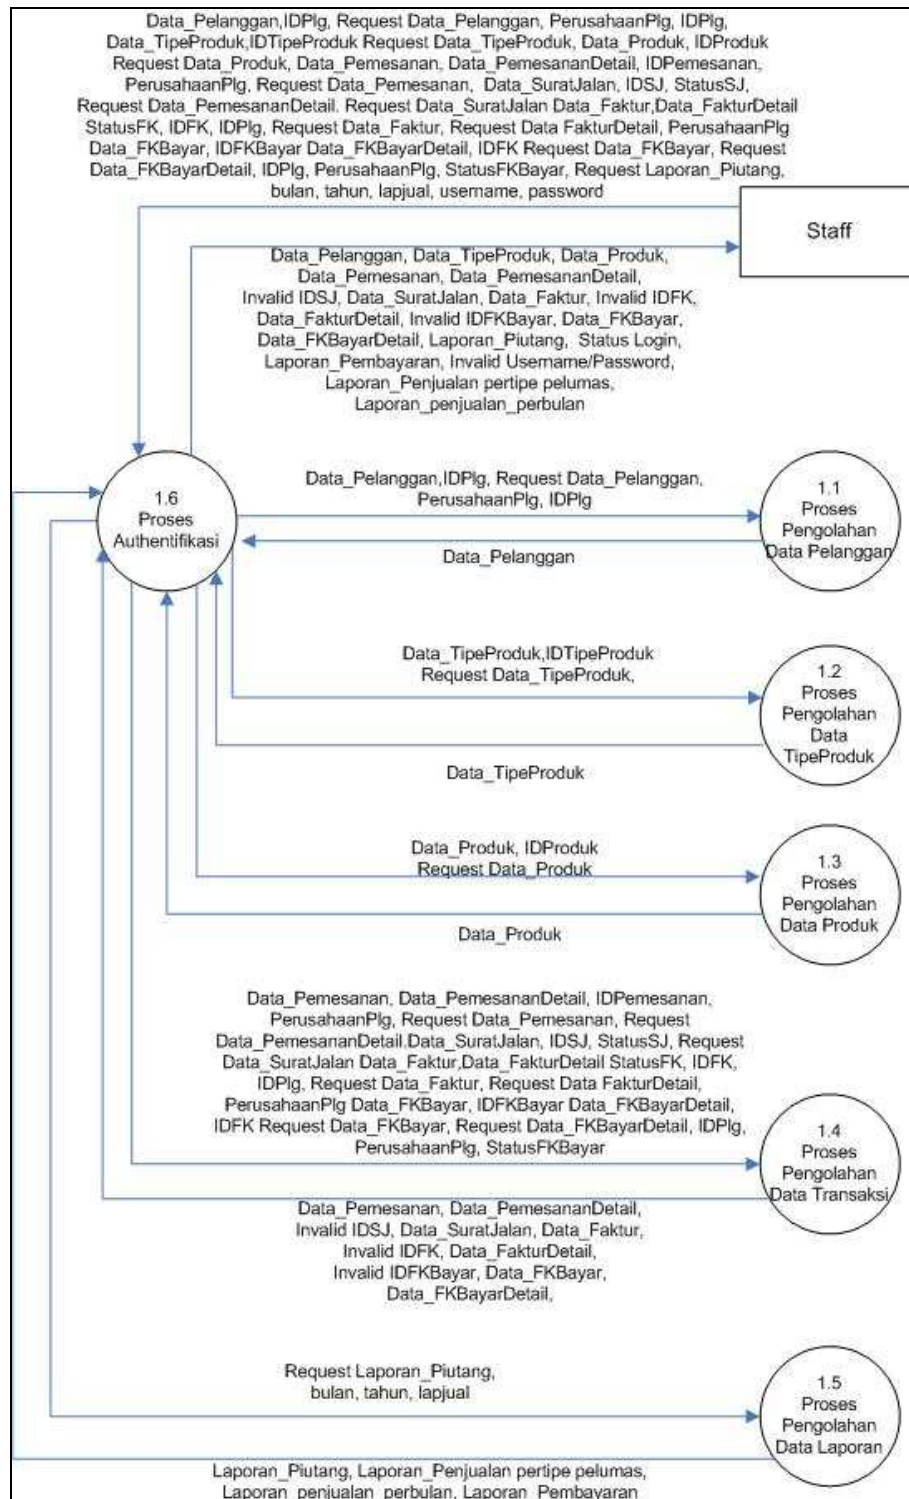 Data_Pelanggan,IDPlg, Request Data_Pelanggan, PerusahaanPlg, IDPlg,
Data_TipeProduk,IDTipeProduk Request Data_TipeProduk, Data_Produk, IDProduk
Request Data_Produk, Data_Pemesanan, Data_PemesananDetail, IDPemesanan,
PerusahaanPlg, Request Data_Pemesanan, Data_SuratJalan, IDSJ, StatusSJ,
Request Data_PemesananDetail. Request Data_SuratJalan Data_Faktur,Data_FakturDetail
StatusFK, IDFK, IDPlg, Request Data_Faktur, Request Data FakturDetail, PerusahaanPlg
Data_FKBayar, IDFKBayar Data_FKBayarDetail, IDFK Request Data_FKBayar, Request
Data_FKBayarDetail, IDPlg, PerusahaanPlg, StatusFKBayar, Request Laporan_Piutang,
bulan, tahun, lapjual, username, password
Staff
Data_Pelanggan, Data_TipeProduk, Data_Produk,
Data_Pemesanan, Data_PemesananDetail,
Invalid IDSJ, Data_SuratJalan, Data_Faktur, Invalid IDFK,
Data_FakturDetail, Invalid IDFKBayar, Data_FKBayar,
Data_FKBayarDetail, Laporan_Piutang, Status Login,
Laporan_Pembayaran, Invalid Username/Password,
Laporan_Penjualan pertipe pelumas,
Laporan_penjualan_perbulan
1.6
Proses
Authentifikasi
Data_Pelanggan,IDPlg, Request Data_Pelanggan,
PerusahaanPlg, IDPlg
Data_Pelanggan
1.1
Proses
Pengolahan
Data Pelanggan
Data_TipeProduk,IDTipeProduk
Request Data_TipeProduk,
Data_TipeProduk
1.2
Proses
Pengolahan
Data
TipeProduk
Data_Produk, IDProduk
Request Data_Produk
Data_Produk
1.3
Proses
Pengolahan
Data Produk
Data_Pemesanan, Data_PemesananDetail, IDPemesanan,
PerusahaanPlg, Request Data_Pemesanan, Request
Data_PemesananDetail.Data_SuratJalan, IDSJ, StatusSJ, Request
Data_SuratJalan Data_Faktur,Data_FakturDetail StatusFK, IDFK,
IDPlg, Request Data_Faktur, Request Data FakturDetail,
PerusahaanPlg Data_FKBayar, IDFKBayar Data_FKBayarDetail,
IDFK Request Data_FKBayar, Request Data_FKBayarDetail, IDPlg,
PerusahaanPlg, StatusFKBayar
1.4
Proses
Pengolahan
Data Transaksi
Data_Pemesanan, Data_PemesananDetail,
Invalid IDSJ, Data_SuratJalan, Data_Faktur,
Invalid IDFK, Data_FakturDetail,
Invalid IDFKBayar, Data_FKBayar,
Data_FKBayarDetail,
Request Laporan_Piutang,
bulan, tahun, lapjual
1.5
Proses
Pengolahan
Data Laporan
Laporan_Piutang, Laporan_Penjualan pertipe pelumas,
Laporan_penjualan_perbulan, Laporan_Pembayaran